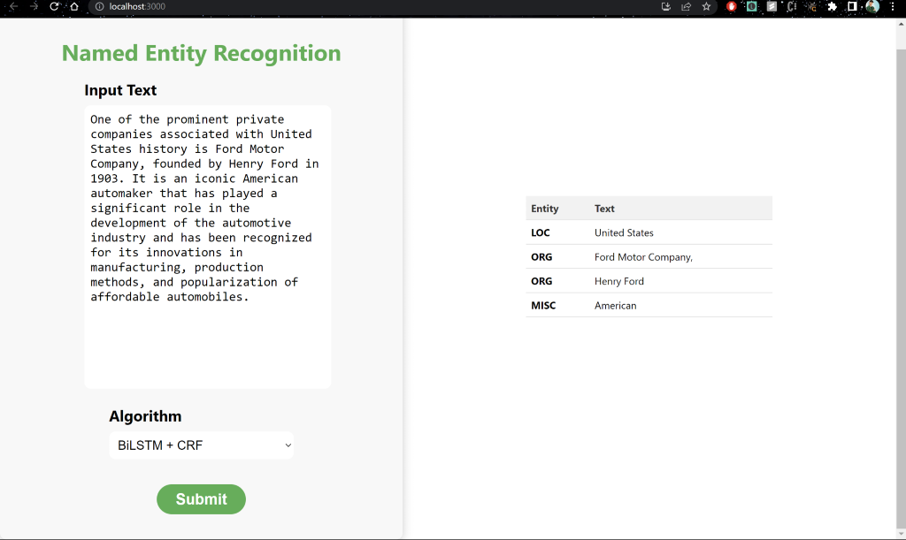 localhost:3000
Named Entity Recognition
Input Text
One of the prominent private
companies associated with United
States history is Ford Motor
Company, founded by Henry Ford in
1903. It is an iconic American
automaker that has played a
significant role in the
development of the automotive
industry and has been recognized
for its innovations in
manufacturing, production
methods, and popularization of
affordable automobiles.
Algorithm
BiLSTM + CRF
Submit
Entity Text
LOC United States
ORG Ford Motor Company,
ORG Henry Ford
MISC American